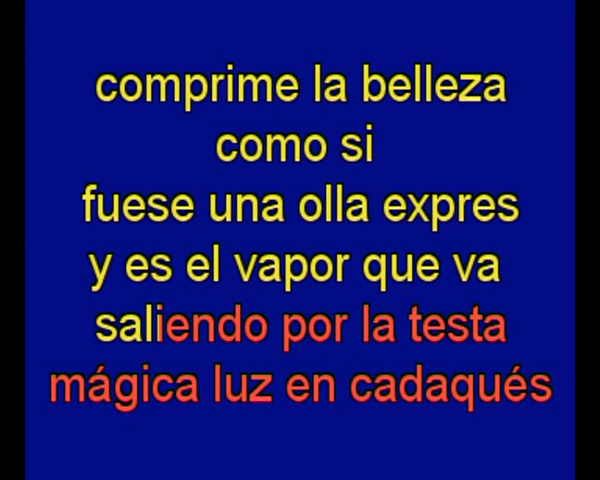 comprime la belleza
como si
fuese una olla expres
y es el vapor que va
saliendo por la testa
mágica luz en cadaqués